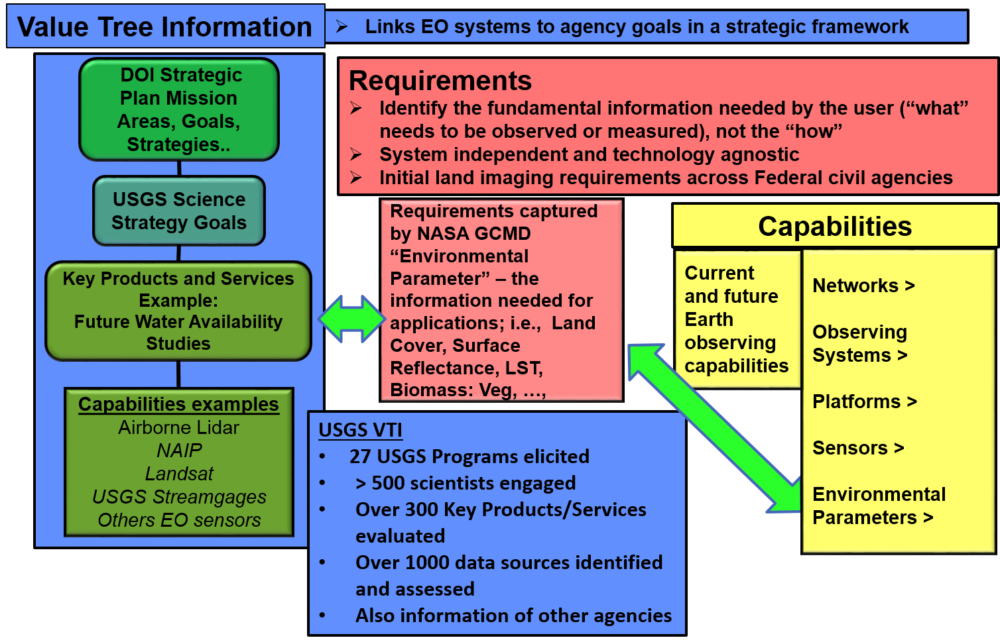 Value Tree Information
➢ Links EO systems to agency goals in a strategic framework
DOI Strategic
Plan Mission
Areas, Goals,
Strategies..
USGS Science
Strategy Goals
Key Products and Services
Example:
Future Water Availability
Studies
Capabilities examples
Airborne Lidar
NAIP
Landsat
USGS Streamgages
Others EO sensors
Requirements
➢ Identify the fundamental information needed by the user (“what”
needs to be observed or measured), not the “how”
➢ System independent and technology agnostic
➢ Initial land imaging requirements across Federal civil agencies
Requirements captured
by NASA GCMD
“Environmental
Parameter” – the
information needed for
applications; i.e., Land
Cover, Surface
Reflectance, LST,
Biomass: Veg, …,
USGS VTI
• 27 USGS Programs elicited
• > 500 scientists engaged
• Over 300 Key Products/Services
evaluated
• Over 1000 data sources identified
and assessed
• Also information of other agencies
Capabilities
Current
and future
Earth
observing
capabilities
Networks >
Observing
Systems >
Platforms >
Sensors >
Environmental
Parameters >